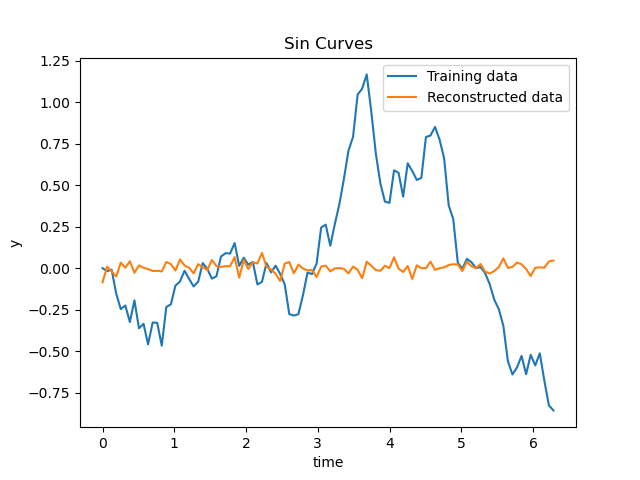 Sin Curves
Training data
Reconstructed data
1.25
1.00
0.75
0.50
0.25
0.00
−0.25
−0.50
−0.75
y
0 1 2 3 4 5 6
time